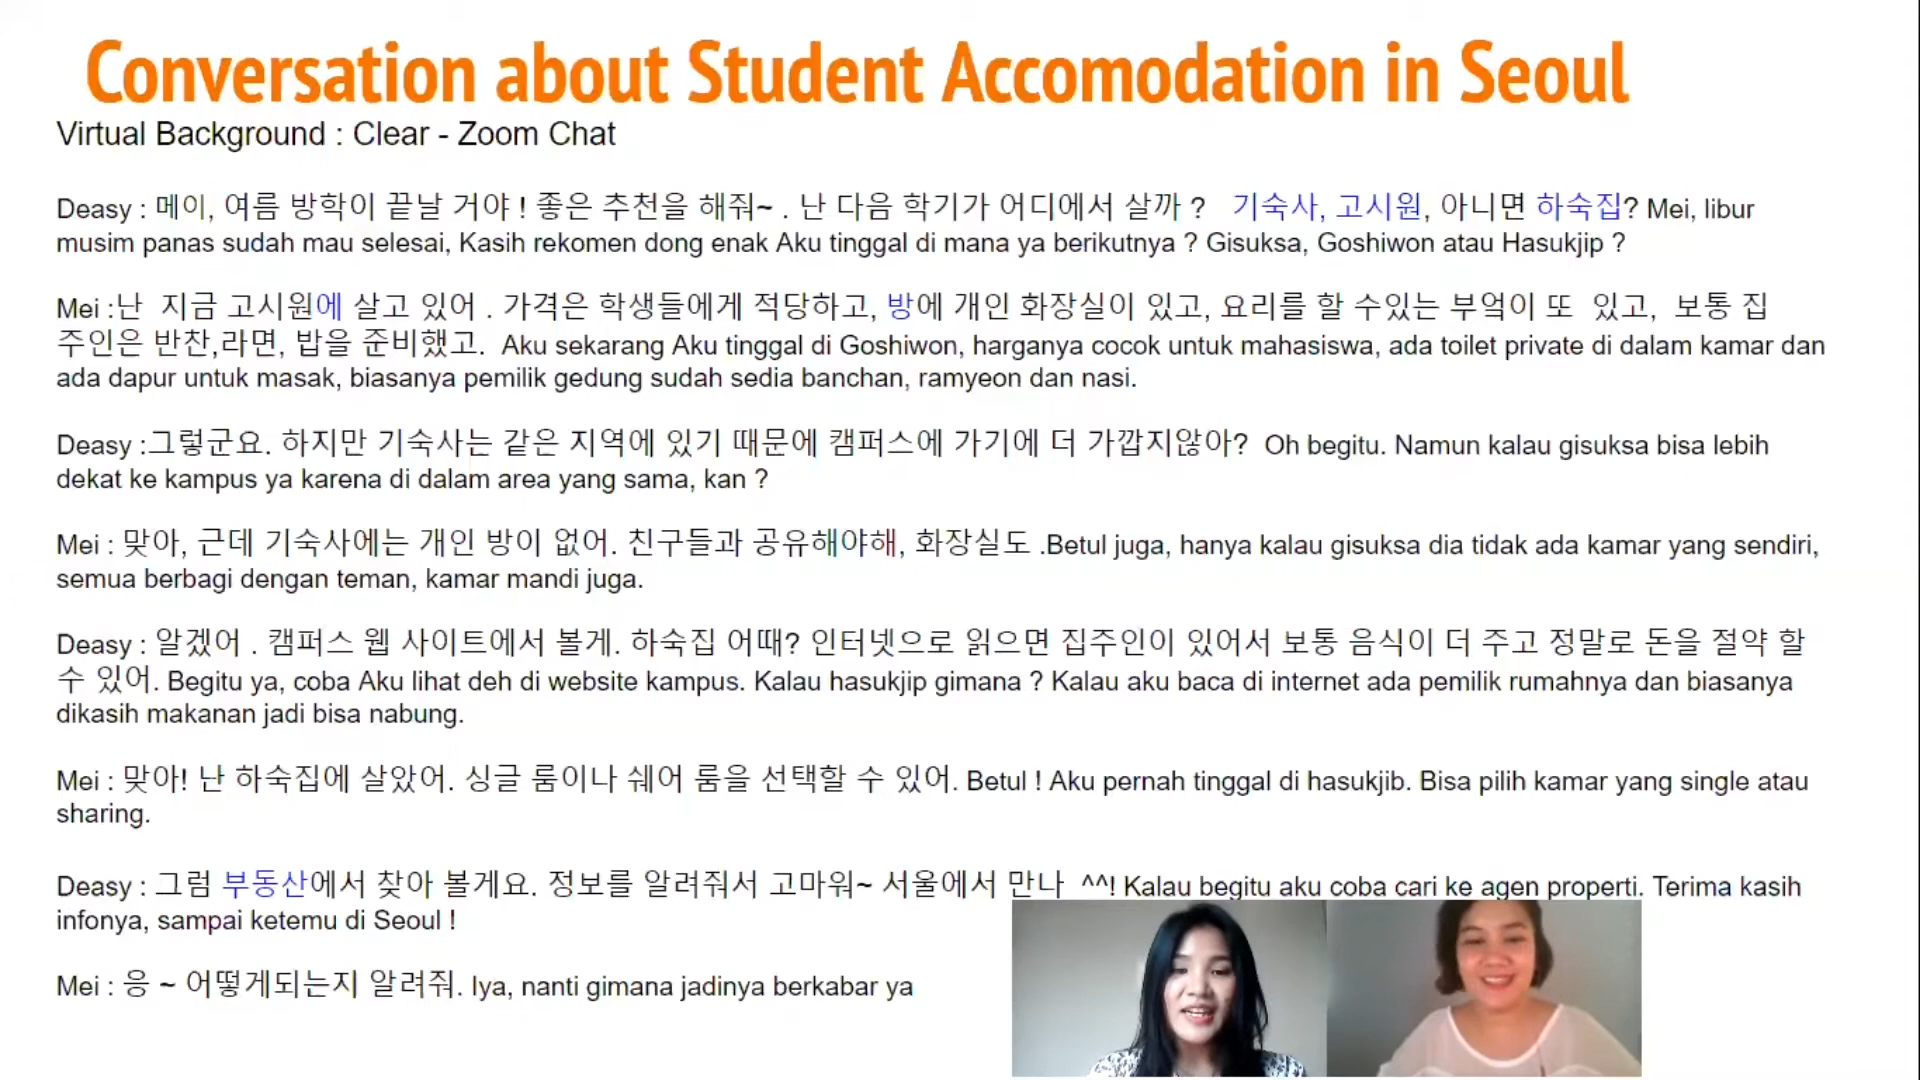 Conversation about Student Accomodation in Seoul
Virtual Background : Clear - Zoom Chat
Deasy : 메이, 여름 방학이 끝날 거야 ! 좋은 추천을 해줘~ . 난 다음 학기가 어디에서 살까 ? 기숙사, 고시원, 아니면 하숙집? Mei, libur
musim panas sudah mau selesai, Kasih rekomen dong enak Aku tinggal di mana ya berikutnya ? Gisuksa, Goshiwon atau Hasukjip ?
Mei :난 지금 고시원에 살고 있어 . 가격은 학생들에게 적당하고, 방에 개인 화장실이 있고, 요리를 할 수있는 부엌이 또 있고, 보통 집
주인은 반찬,라면, 밥을 준비했고. Aku sekarang Aku tinggal di Goshiwon, harganya cocok untuk mahasiswa, ada toilet private di dalam kamar dan
ada dapur untuk masak, biasanya pemilik gedung sudah sedia banchan, ramyeon dan nasi.
Deasy :그렇군요. 하지만 기숙사는 같은 지역에 있기 때문에 캠퍼스에 가기에 더 가깝지않아? Oh begitu. Namun kalau gisuksa bisa lebih
dekat ke kampus ya karena di dalam area yang sama, kan ?
Mei : 맞아, 근데 기숙사에는 개인 방이 없어. 친구들과 공유해야해, 화장실도 .Betul juga, hanya kalau gisuksa dia tidak ada kamar yang sendiri,
semua berbagi dengan teman, kamar mandi juga.
Deasy : 알겠어 . 캠퍼스 웹 사이트에서 볼게. 하숙집 어때? 인터넷으로 읽으면 집주인이 있어서 보통 음식이 더 주고 정말로 돈을 절약 할
수 있어. Begitu ya, coba Aku lihat deh di website kampus. Kalau hasukjip gimana ? Kalau aku baca di internet ada pemilik rumahnya dan biasanya
dikasih makanan jadi bisa nabung.
Mei : 맞아! 난 하숙집에 살았어. 싱글 룸이나 쉐어 룸을 선택할 수 있어. Betul ! Aku pernah tinggal di hasukjib. Bisa pilih kamar yang single atau
sharing.
Deasy : 그럼 부동산에서 찾아 볼게요. 정보를 알려줘서 고마워~ 서울에서 만나 ^^! Kalau begitu aku coba cari ke agen properti. Terima kasih
infonya, sampai ketemu di Seoul !
Mei : 응 ~ 어떻게되는지 알려줘. Iya, nanti gimana jadinya berkabar ya